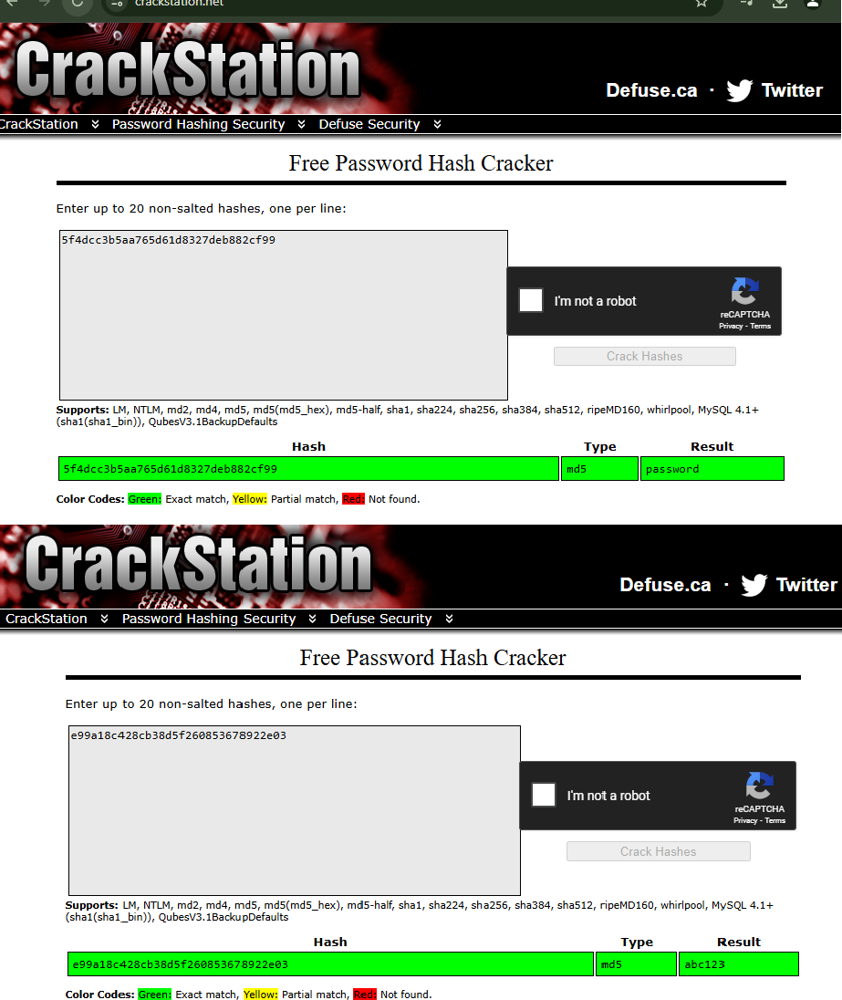 crackstation.net
CrackStation
Defuse.ca · Twitter
CrackStation Password Hashing Security Defuse Security
Free Password Hash Cracker
Enter up to 20 non-salted hashes, one per line:
5f4dcc3b5aa765d61d8327deb882cf99
I'm not a robot
reCAPTCHA
Privacy - Terms
Crack Hashes
Supports: LM, NTLM, md2, md4, md5, md5(md5_hex), md5-half, sha1, sha224, sha256, sha384, sha512, ripeMD160, whirlpool, MySQL 4.1+
(sha1(sha1_bin)), QubesV3.1BackupDefaults
Hash Type Result
5f4dcc3b5aa765d61d8327deb882cf99 md5 password
Color Codes: Green: Exact match, Yellow: Partial match, Red: Not found.
CrackStation
Defuse.ca · Twitter
CrackStation Password Hashing Security Defuse Security
Free Password Hash Cracker
Enter up to 20 non-salted hashes, one per line:
e99a18c428cb38d5f260853678922e03
I'm not a robot
reCAPTCHA
Privacy - Terms
Crack Hashes
Supports: LM, NTLM, md2, md4, md5, md5(md5_hex), md5-half, sha1, sha224, sha256, sha384, sha512, ripeMD160, whirlpool, MySQL 4.1+
(sha1(sha1_bin)), QubesV3.1BackupDefaults
Hash Type Result
e99a18c428cb38d5f260853678922e03 md5 abc123
Color Codes: Green: Exact match, Yellow: Partial match, Red: Not found.